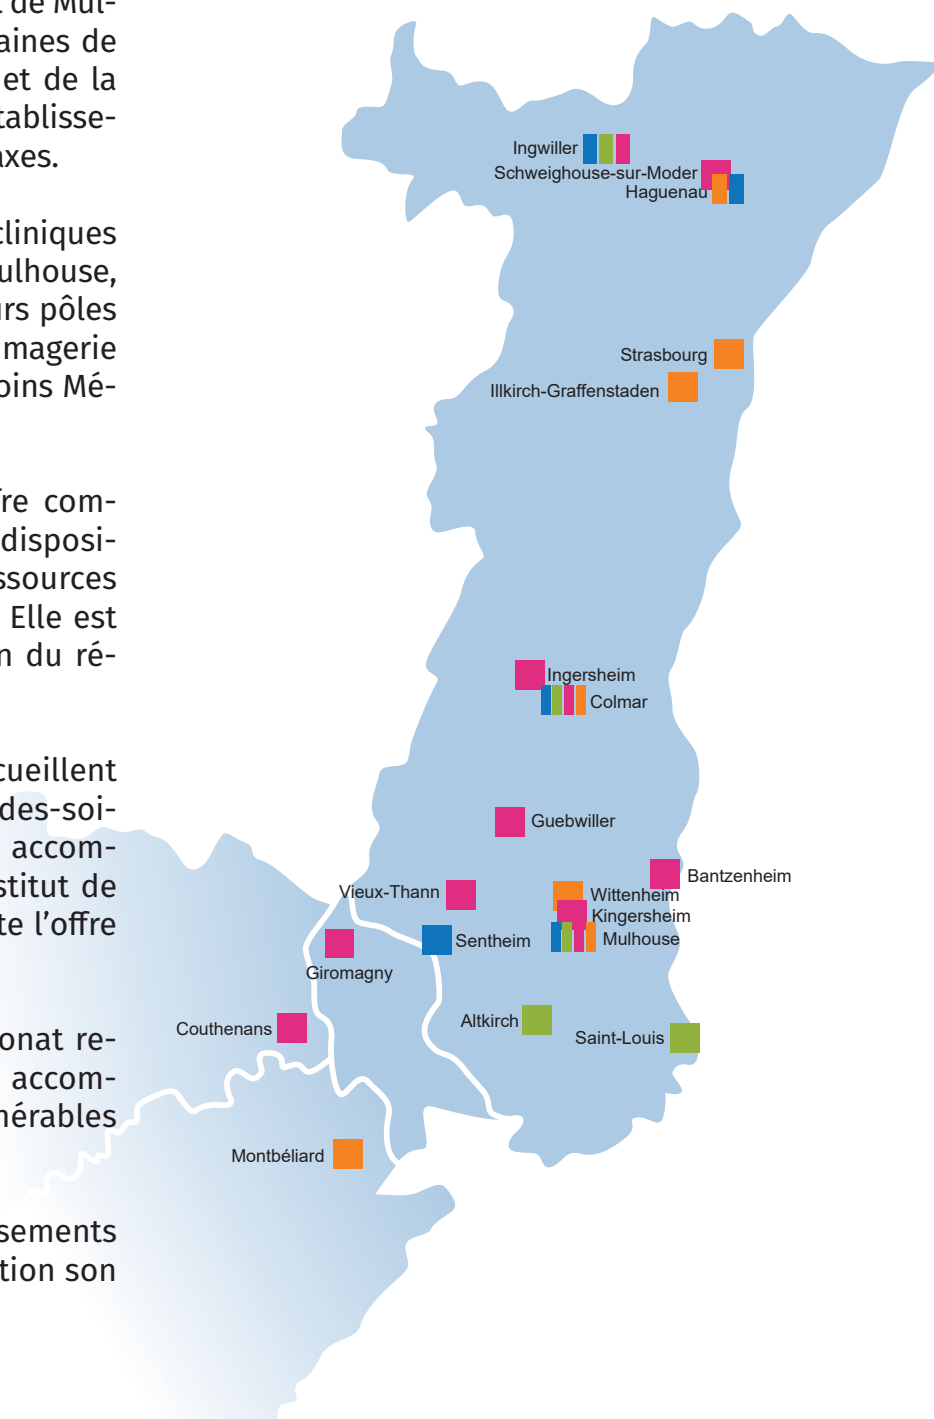 t de Mul-
aines de
et de la
tablisse-
axes.
cliniques
ulhouse,
urs pôles
magerie
oins Mé-
fre com-
disposi-
ssources
Elle est
n du ré-
cueillent
des-soi-
accom-
stitut de
te l'offre
onat re-
accom-
nérables
sements
tion son
Ingwiller
Schweighouse-sur-Moder
Haguenau
Strasbourg
Illkirch-Graffenstaden
Ingersheim
Colmar
Guebwiller
Bantzenheim
Vieux-Thann
Wittenheim
Kingersheim
Mulhouse
Sentheim
Giromagny
Altkirch
Couthenans
Saint-Louis
Montbéliard